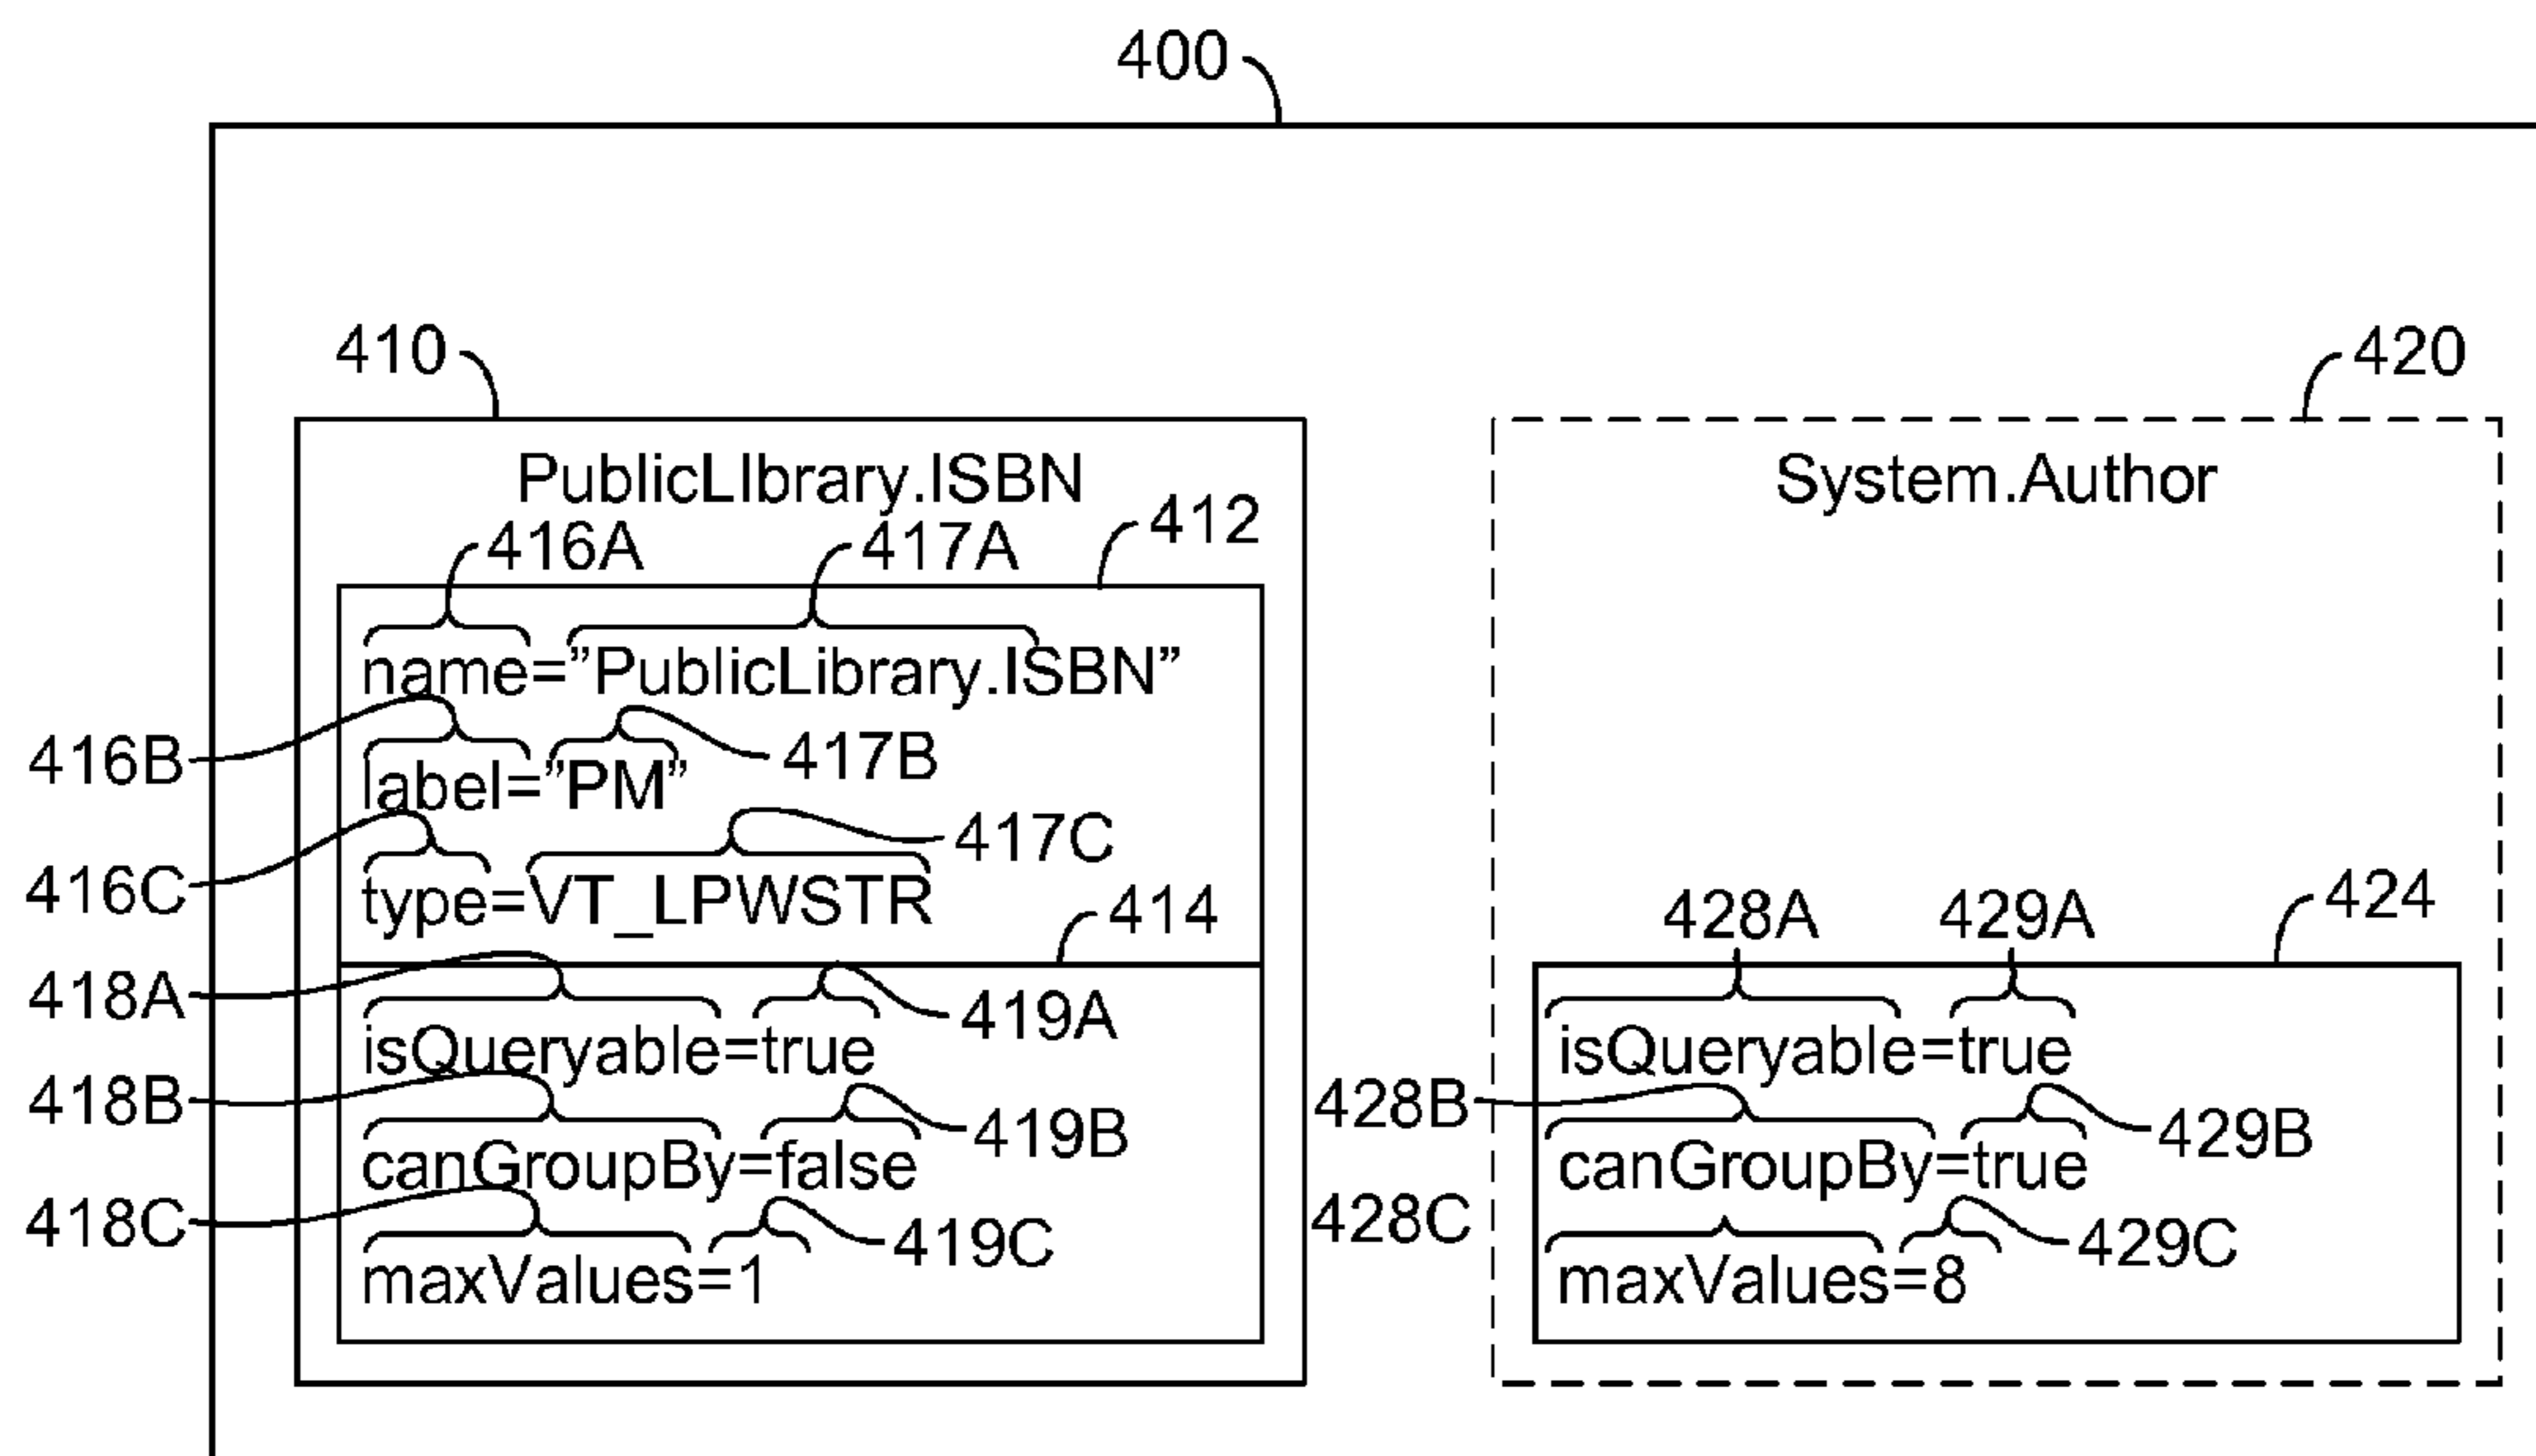 400
410
420
PublicLIbrary.ISBN
System.Author
412
416A
417A
name=”PublicLibrary.ISBN”
416B
417B
label=”PM”
417C
416C
type=VT_LPWSTR
414
424
428A
429A
418A
419A
isQueryable=true
isQueryable=true
418B
419B
428B
429B
canGroupBy=false
canGroupBy=true
418C
419C
428C
429C
maxValues=1
maxValues=8